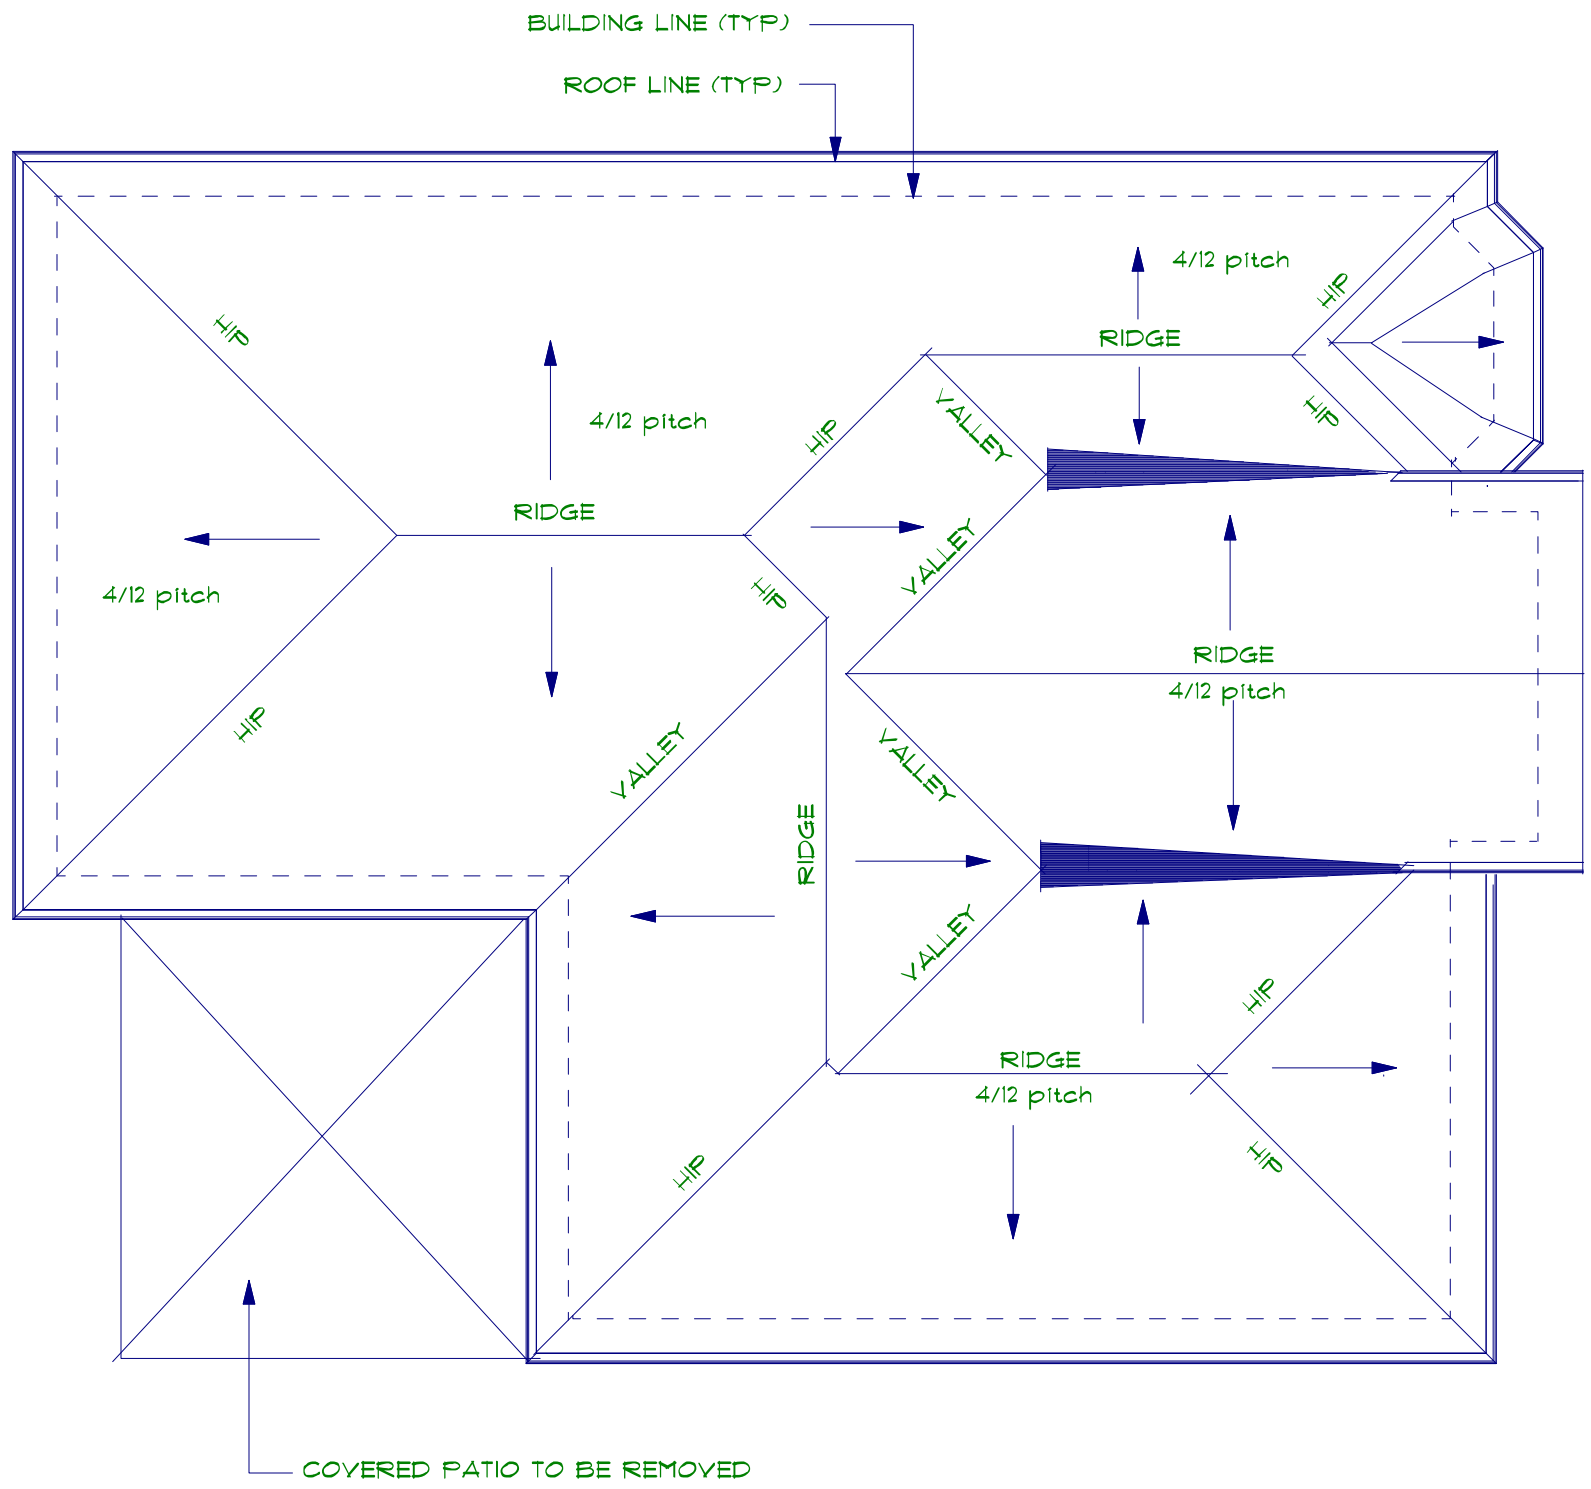 BUILDING LINE (TYP)
ROOF LINE (TYP)
4/12 pitch
HIP
HIP
RIDGE
4/12 pitch
HIP
VALLEY
HIP
RIDGE
VALLEY
4/12 pitch
HIP
RIDGE
4/12 pitch
HIP
VALLEY
VALLEY
RIDGE
VALLEY
HIP
RIDGE
4/12 pitch
HIP
HIP
COVERED PATIO TO BE REMOVED